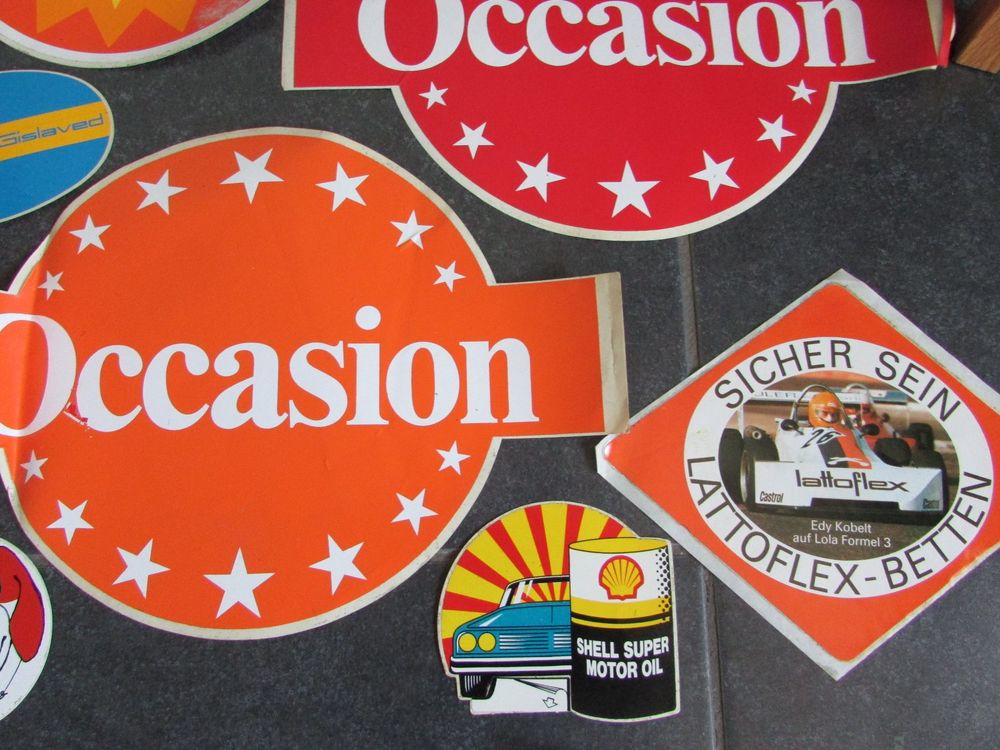 Occasion
Gislaved
Occasion
SICHER SEIN
26
lattoflex
Castrol
Edy Kobelt
auf Lola Formel 3
LATTOFLEX-BETTEN
SHELL SUPER
MOTOR OIL